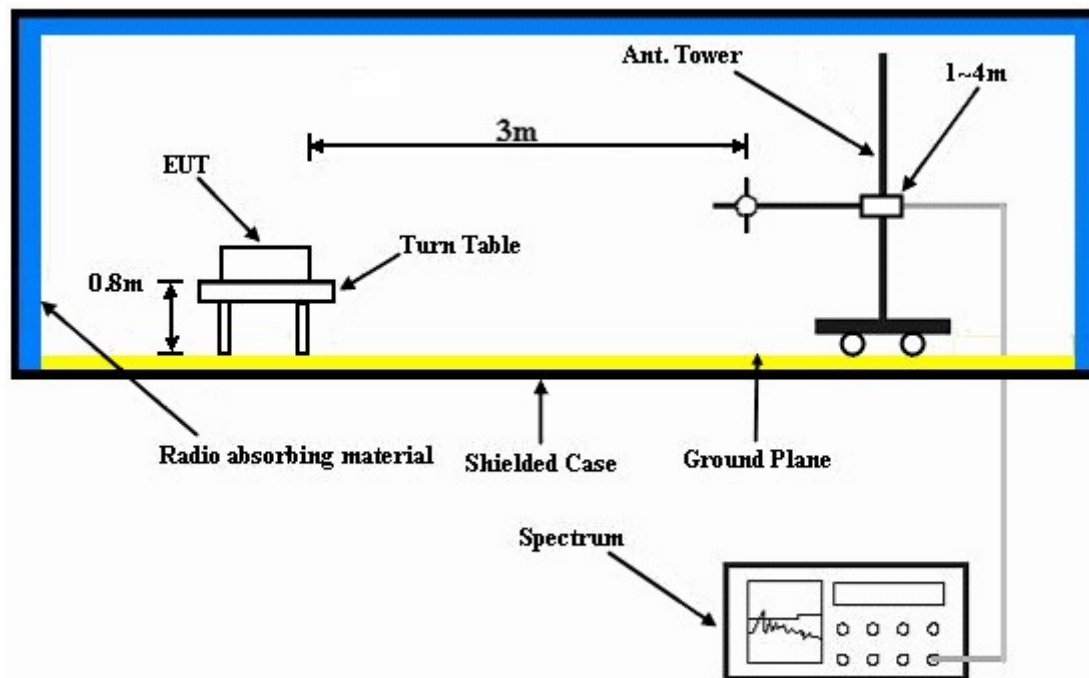 Ant. Tower
1~4m
3m
EUT
Turn Table
0.8m
Radio absorbing material
Shielded Case
Ground Plane
Spectrum